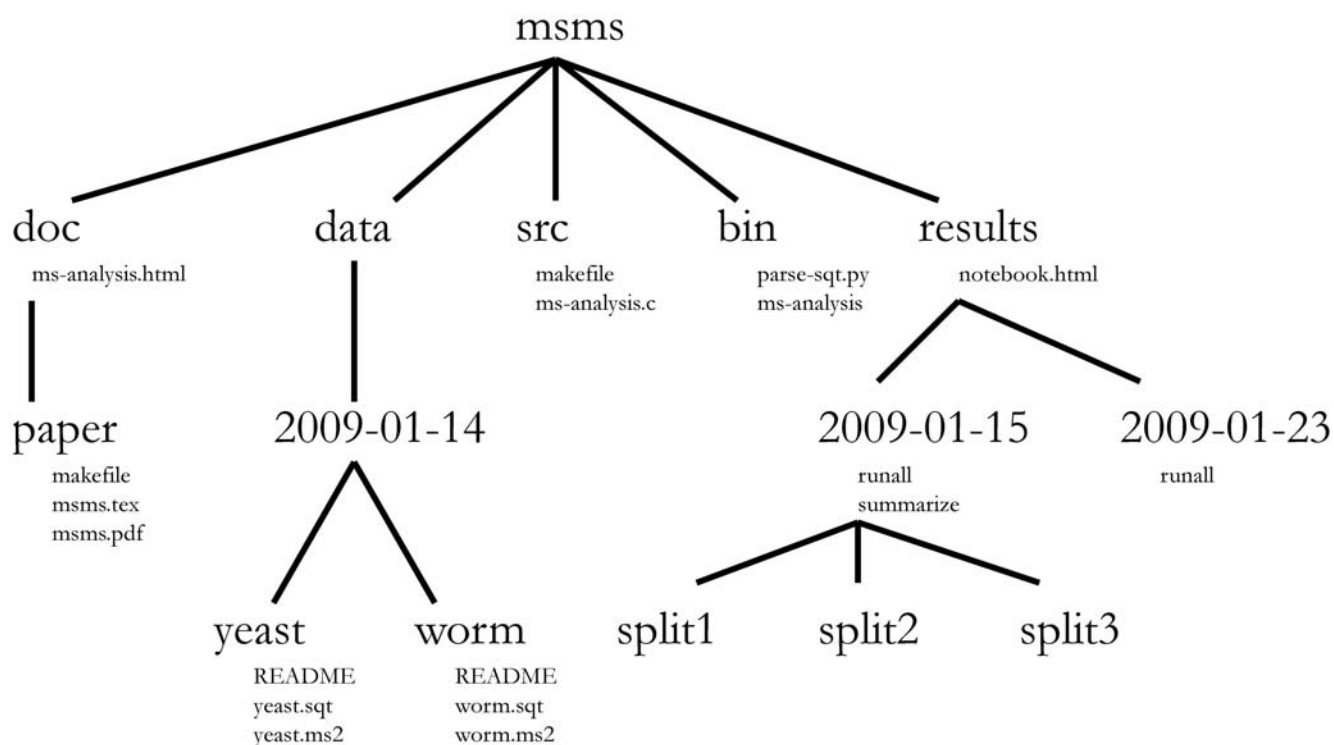 msms
doc data src bin results
ms-analysis.html makefile parse-sqt.py notebook.html
ms-analysis.c ms-analysis
paper 2009-01-14 2009-01-15 2009-01-23
makefile runall runall
msms.tex summarize
msms.pdf
yeast worm split1 split2 split3
README README
yeast.sqt worm.sqt
yeast.ms2 worm.ms2